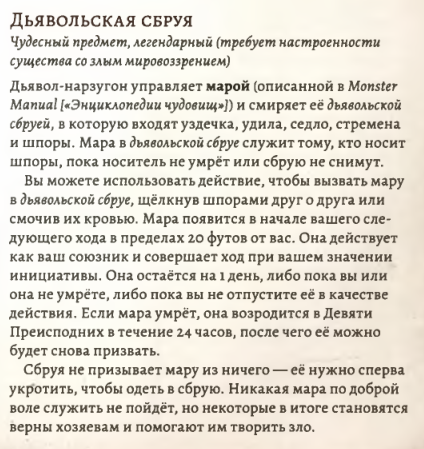 Дьявольская сбруя
Чудесный предмет, легендарный (требует настроенности
существа со злым мировоззрением)
Дьявол-нарзугон управляет марой (описанной в Monster
Manual [«Энциклопедии чудовищ»]) и смиряет её дьявольской
сбруей, в которую входят уздечка, удила, седло, стремена
и шпоры. Мара в дьявольской сбруе служит тому, кто носит
шпоры, пока носитель не умрёт или сбрую не снимут.
Вы можете использовать действие, чтобы вызвать мару
в дьявольской сбруе, щёлкнув шпорами друг о друга или
смочив их кровью. Мара появится в начале вашего сле-
дующего хода в пределах 20 футов от вас. Она действует
как ваш союзник и совершает ход при вашем значении
инициативы. Она остаётся на 1 день, либо пока вы или
она не умрёте, либо пока вы не отпустите её в качестве
действия. Если мара умрёт, она возродится в Девяти
Преисподних в течение 24 часов, после чего её можно
будет снова призвать.
Сбруя не призывает мару из ничего — её нужно сперва
укротить, чтобы одеть в сбрую. Никакая мара по доброй
воле служить не пойдёт, но некоторые в итоге становятся
верны хозяевам и помогают им творить зло.